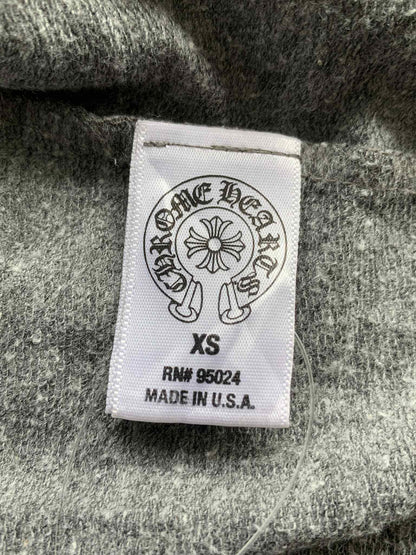 CHROME HEARTS
XS
RN# 95024
MADE IN U.S.A.